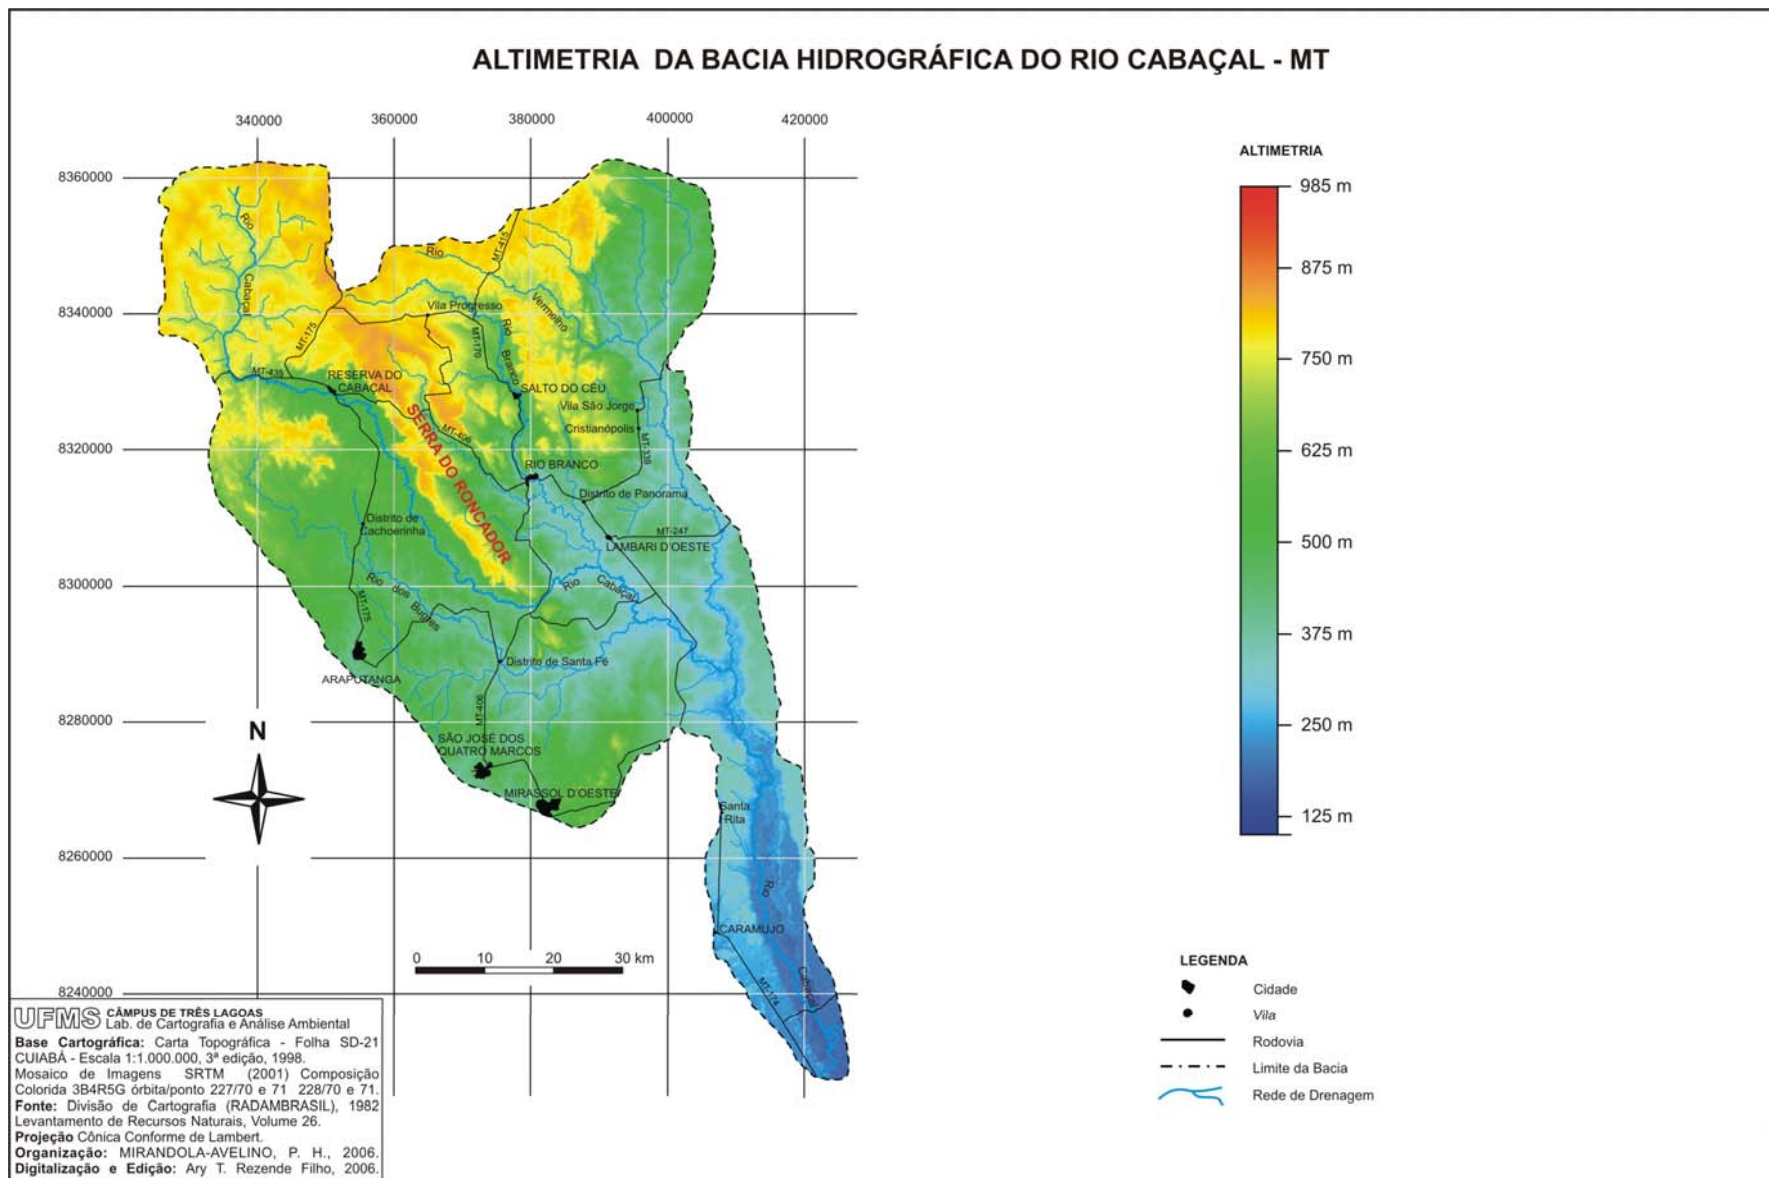 ALTIMETRIA DA BACIA HIDROGRÁFICA DO RIO CABAÇAL - MT
340000
360000
380000
400000
420000
8360000
8340000
8320000
8300000
8280000
8260000
8240000
Rio
Cabaçal
Rio
Vermelho
MT-415
Vila Progresso
MT-175
MT-170
Rio
Branco
MT-435
RESERVA DO
CABAÇAL
SALTO DO CÉU
Vila São Jorge
Cristianópolis
MT-339
SERRA DO RONCADOR
RIO BRANCO
Distrito de Panorama
Distrito de
Cachoerinha
MT-247
LAMBARI D'OESTE
Rio dos Bugres
Rio Cabaçal
MT-175
Distrito de Santa Fé
ARAPUTANGA
MT-406
SÃO JOSÉ DOS
QUATRO MARCOS
MIRASSOL D'OESTE
Santa
Rita
Rio
CARAMUJO
Cabaçal
MT-174
N
0 10 20 30 km
ALTIMETRIA
985 m
875 m
750 m
625 m
500 m
375 m
250 m
125 m
LEGENDA
Cidade
Vila
Rodovia
Limite da Bacia
Rede de Drenagem
UFMS CÂMPUS DE TRÊS LAGOAS
Lab. de Cartografia e Análise Ambiental
Base Cartográfica: Carta Topográfica - Folha SD-21
CUIABÁ - Escala 1:1.000.000, 3ª edição, 1998.
Mosaico de Imagens SRTM (2001) Composição
Colorida 3B4R5G órbita/ponto 227/70 e 71 228/70 e 71.
Fonte: Divisão de Cartografia (RADAMBRASIL), 1982
Levantamento de Recursos Naturais, Volume 26.
Projeção Cônica Conforme de Lambert.
Organização: MIRANDOLA-AVELINO, P. H., 2006.
Digitalização e Edição: Ary T. Rezende Filho, 2006.